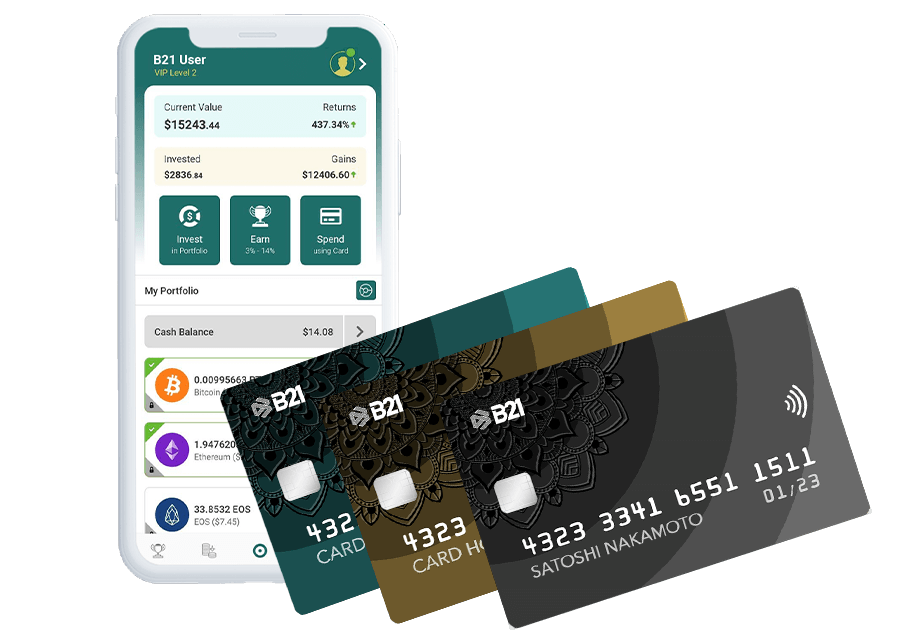 B21 User
VIP Level 2
Current Value Returns
$15243.44 437.34%
Invested Gains
$2836.84 $12406.60
Invest Earn Spend
in Portfolio 3% - 14% using Card
My Portfolio
Cash Balance $14.08
0.00995663
Bitcoin
1.947620
Ethereum ($
33.8532 EOS
EOS ($7.45)
B21
432
CARD
B21
4323
CARD HO
B21
4323 3341 6551 1511
01/23
SATOSHI NAKAMOTO